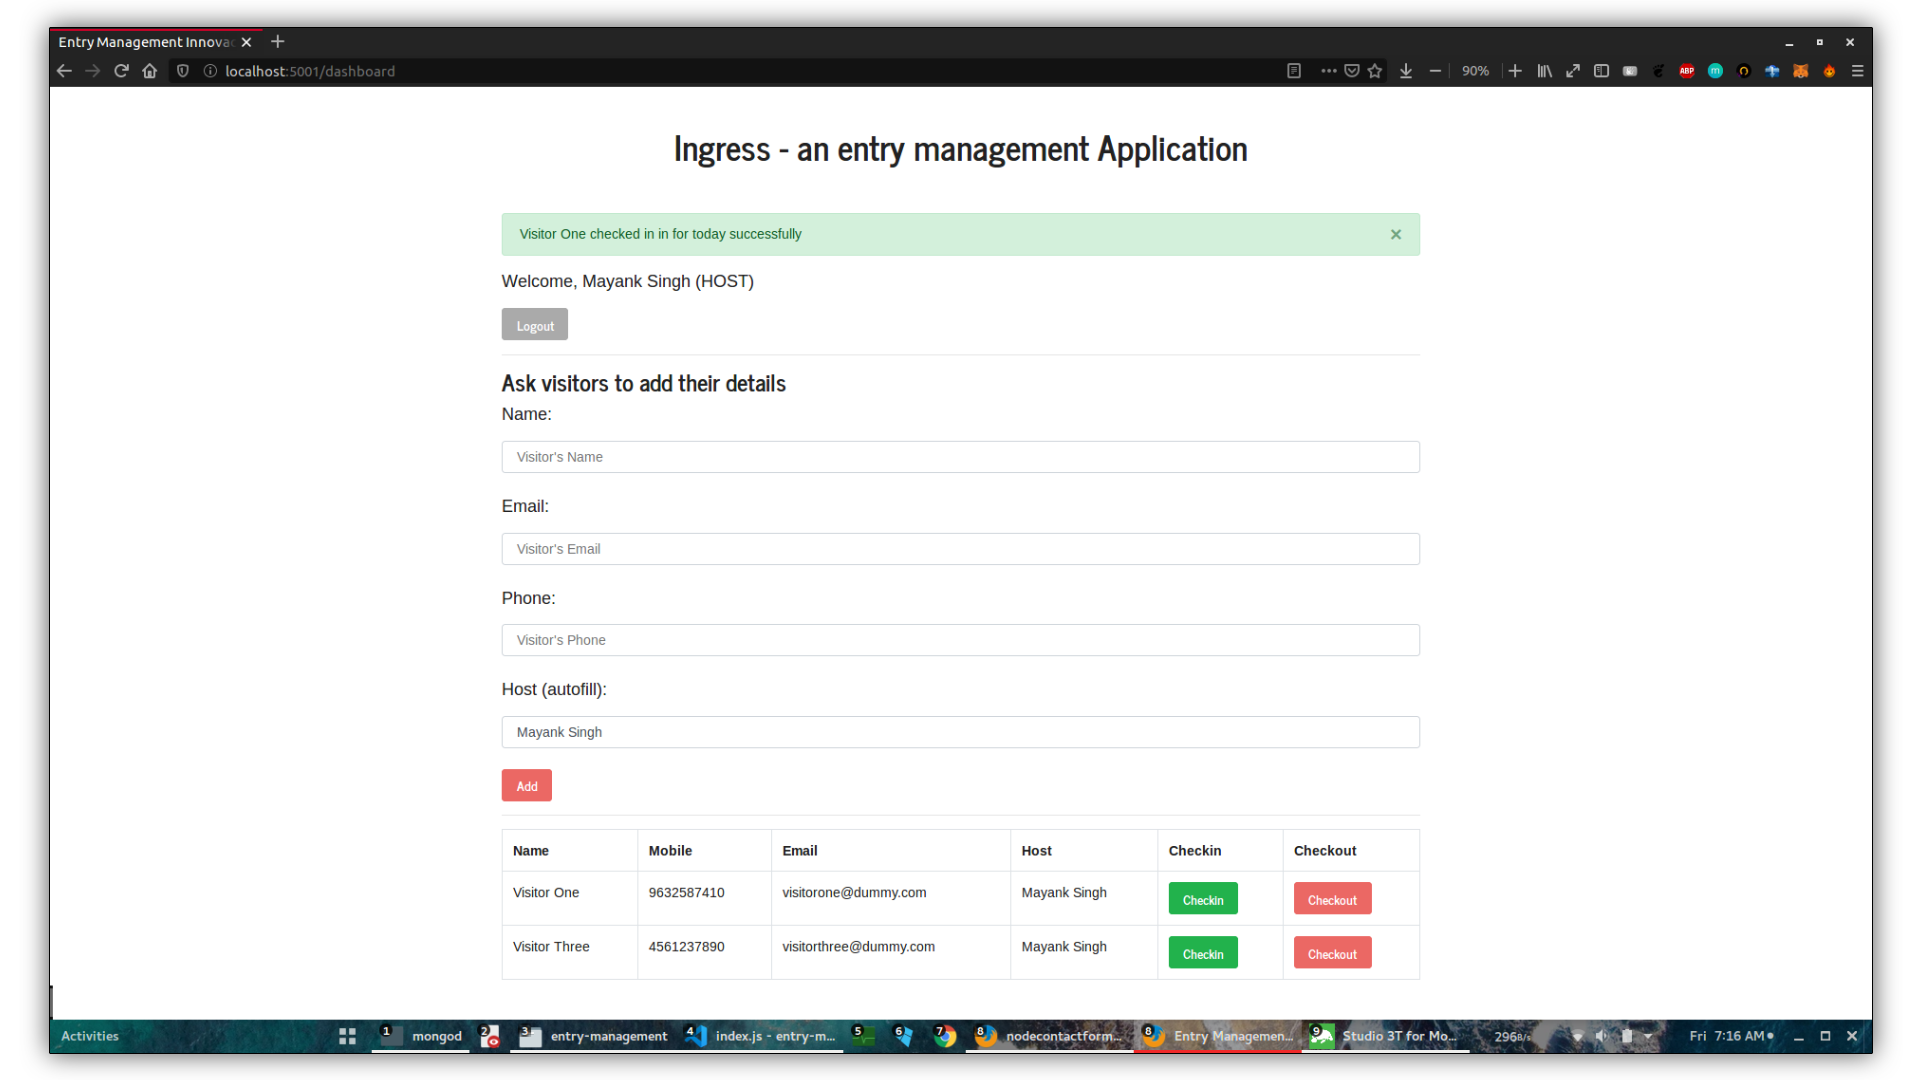 Entry Management Innova
localhost:5001/dashboard
90%
ABP
Ingress - an entry management Application
Visitor One checked in in for today successfully
Welcome, Mayank Singh (HOST)
Logout
Ask visitors to add their details
Name:
Visitor's Name
Email:
Visitor's Email
Phone:
Visitor's Phone
Host (autofill):
Mayank Singh
Add
Name Mobile Email Host Checkin Checkout
Visitor One 9632587410 visitorone@dummy.com Mayank Singh Checkin Checkout
Visitor Three 4561237890 visitorthree@dummy.com Mayank Singh Checkin Checkout
Activities 1 mongod 2 3 entry-management 4 index.js - entry-m... 5 6 7 8 nodecontactform... 8 Entry Managemen... 9 Studio 3T for Mo... 296B/s Fri 7:16 AM